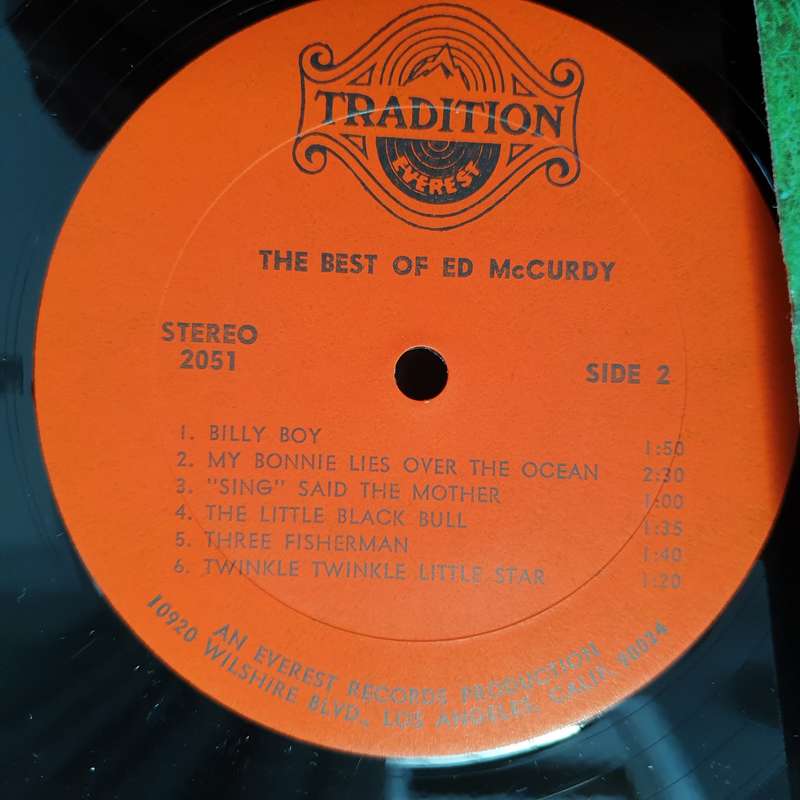 TRADITION
EVEREST
THE BEST OF ED McCURDY
STEREO
2051
SIDE 2
1. BILLY BOY 1:50
2. MY BONNIE LIES OVER THE OCEAN 2:30
3. "SING" SAID THE MOTHER 1:00
4. THE LITTLE BLACK BULL 1:35
5. THREE FISHERMAN 1:40
6. TWINKLE TWINKLE LITTLE STAR 1:20
AN EVEREST RECORDS PRODUCTION
10920 WILSHIRE BLVD., LOS ANGELES, CALIF. 90024